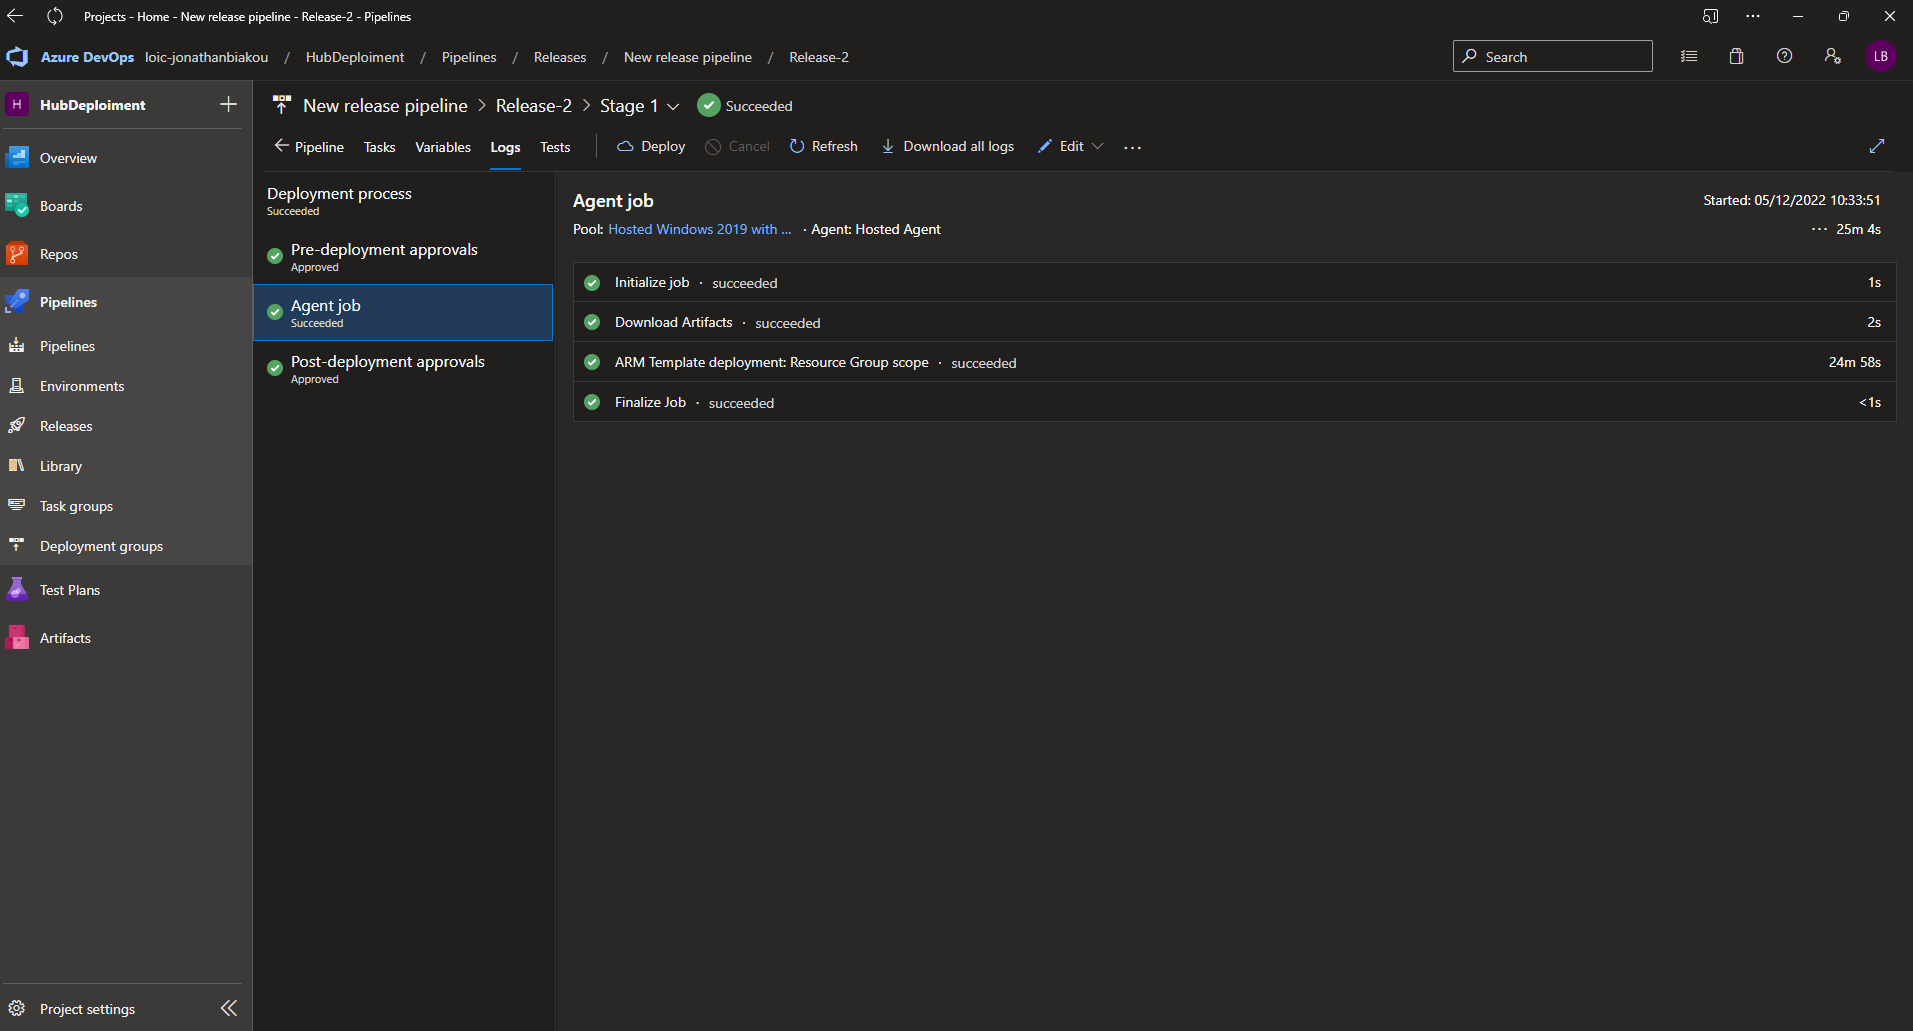 Projects - Home - New release pipeline - Release-2 - Pipelines
Azure DevOps loic-jonathanbiakou / HubDeploiment / Pipelines / Releases / New release pipeline / Release-2
Search
LB
H HubDeploiment
Overview
Boards
Repos
Pipelines
Pipelines
Environments
Releases
Library
Task groups
Deployment groups
Test Plans
Artifacts
Project settings
New release pipeline > Release-2 > Stage 1 Succeeded
Pipeline Tasks Variables Logs Tests Deploy Cancel Refresh Download all logs Edit ...
Deployment process
Succeeded
Pre-deployment approvals
Approved
Agent job
Succeeded
Post-deployment approvals
Approved
Agent job
Started: 05/12/2022 10:33:51
Pool: Hosted Windows 2019 with ... · Agent: Hosted Agent
... 25m 4s
Initialize job · succeeded 1s
Download Artifacts · succeeded 2s
ARM Template deployment: Resource Group scope · succeeded 24m 58s
Finalize Job · succeeded <1s